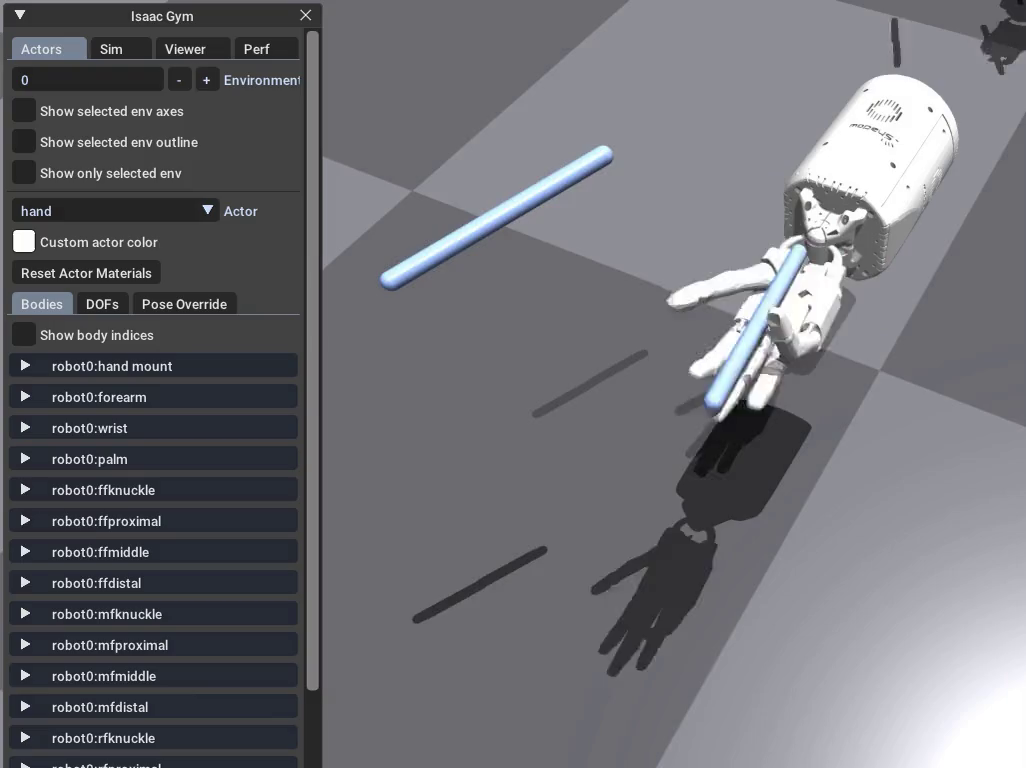 Isaac Gym
Actors Sim Viewer Perf
0 - + Environment
Show selected env axes
Show selected env outline
Show only selected env
hand Actor
Custom actor color
Reset Actor Materials
Bodies DOFs Pose Override
Show body indices
robot0:hand mount
robot0:forearm
robot0:wrist
robot0:palm
robot0:ffknuckle
robot0:ffproximal
robot0:ffmiddle
robot0:ffdistal
robot0:mfknuckle
robot0:mfproximal
robot0:mfmiddle
robot0:mfdistal
robot0:rfknuckle
robot0:rfproximal
Shadow